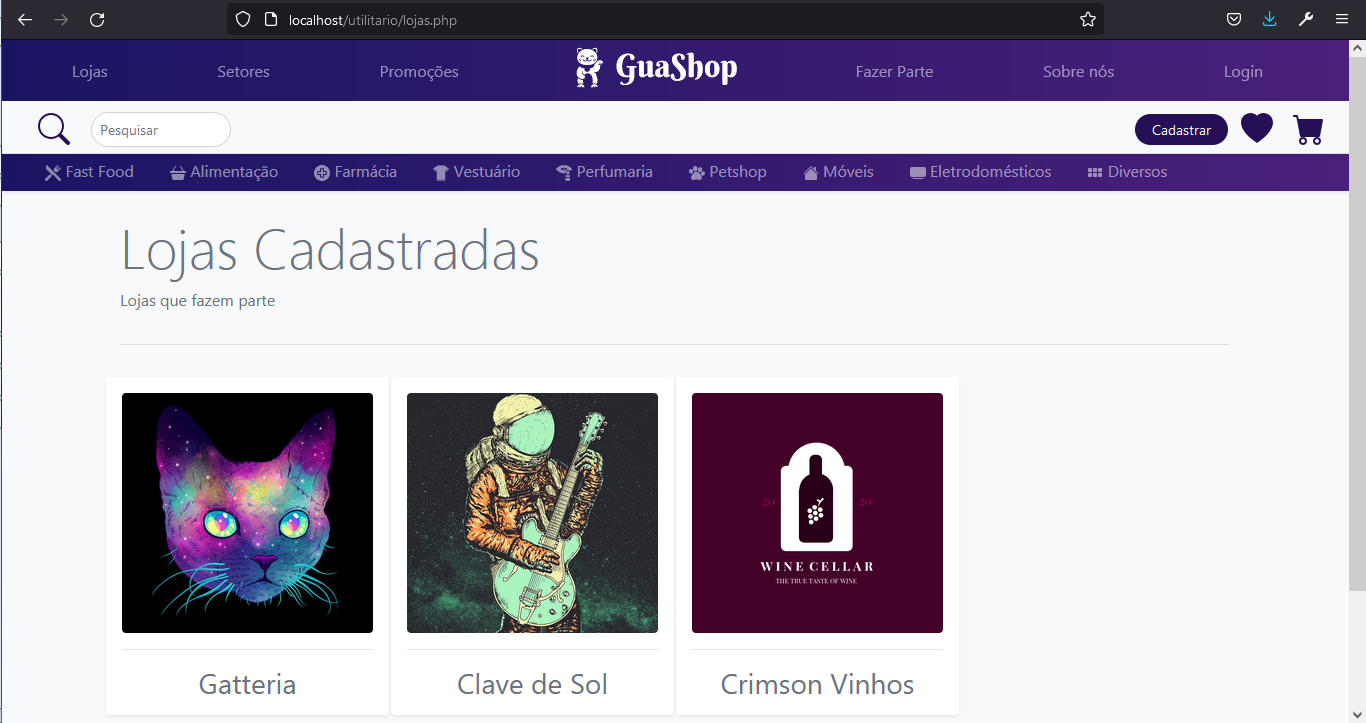 localhost/utilitario/lojas.php
Lojas Setores Promoções GuaShop Fazer Parte Sobre nós Login
Pesquisar Cadastrar
Fast Food Alimentação Farmácia Vestuário Perfumaria Petshop Móveis Eletrodomésticos Diversos
Lojas Cadastradas
Lojas que fazem parte
20 20
WINE CELLAR
THE TRUE TASTE OF WINE
Gatteria Clave de Sol Crimson Vinhos